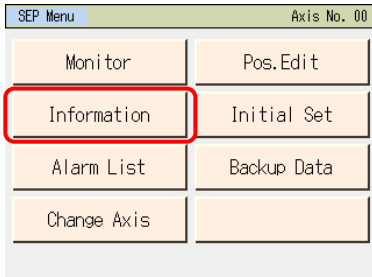 SEP Menu Axis No. 00
Monitor Pos.Edit
Information Initial Set
Alarm List Backup Data
Change Axis